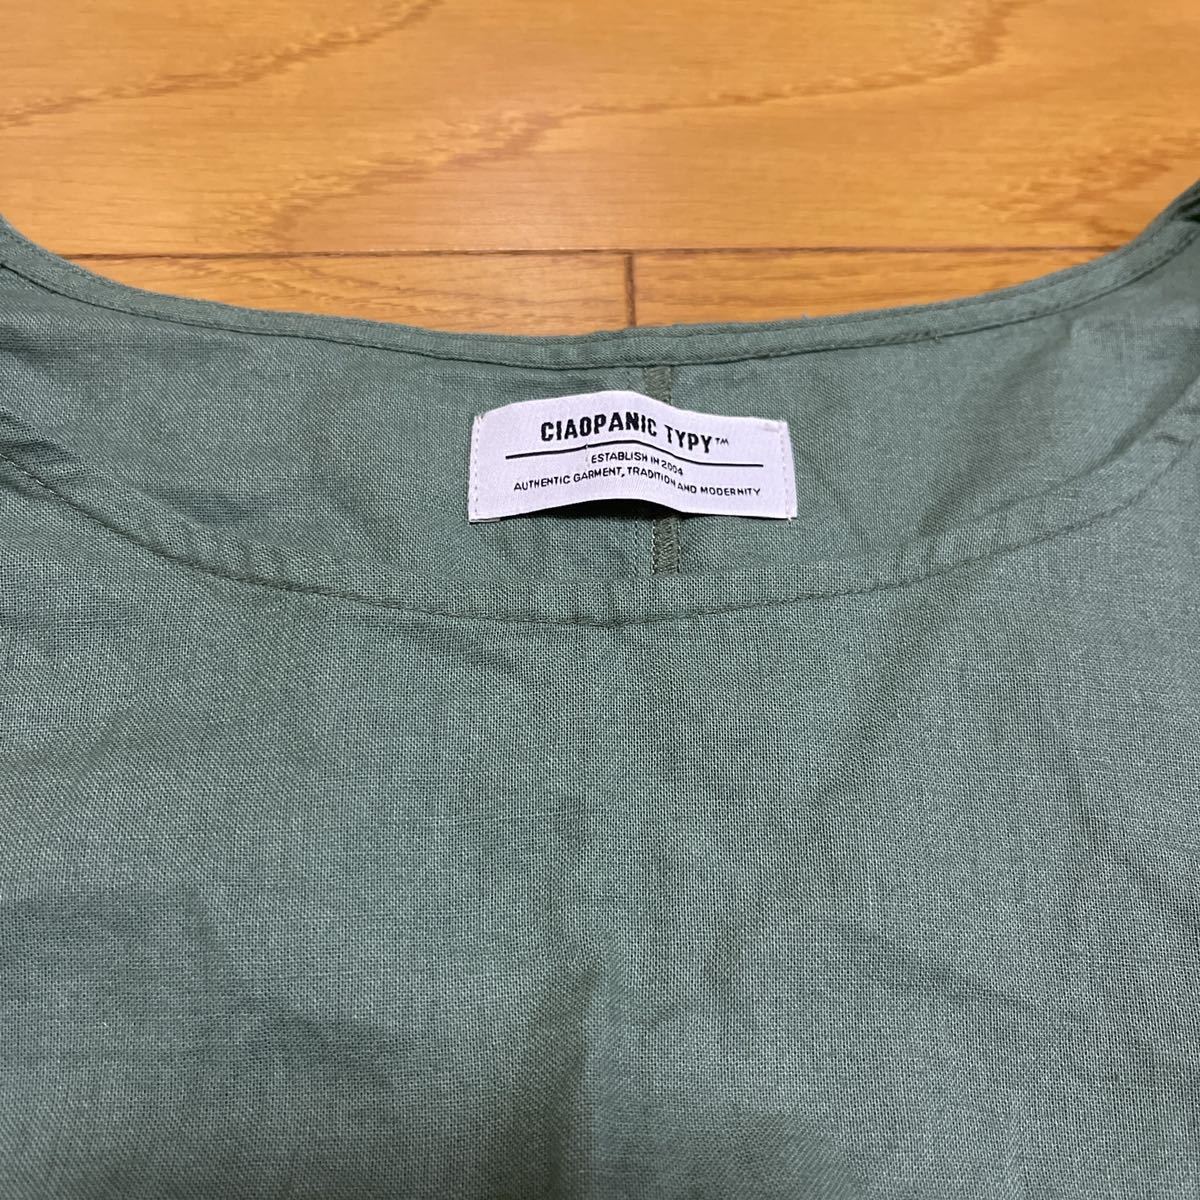 CIAOPANIC TYPY™
ESTABLISH IN 2004
AUTHENTIC GARMENT, TRADITION AND MODERNITY